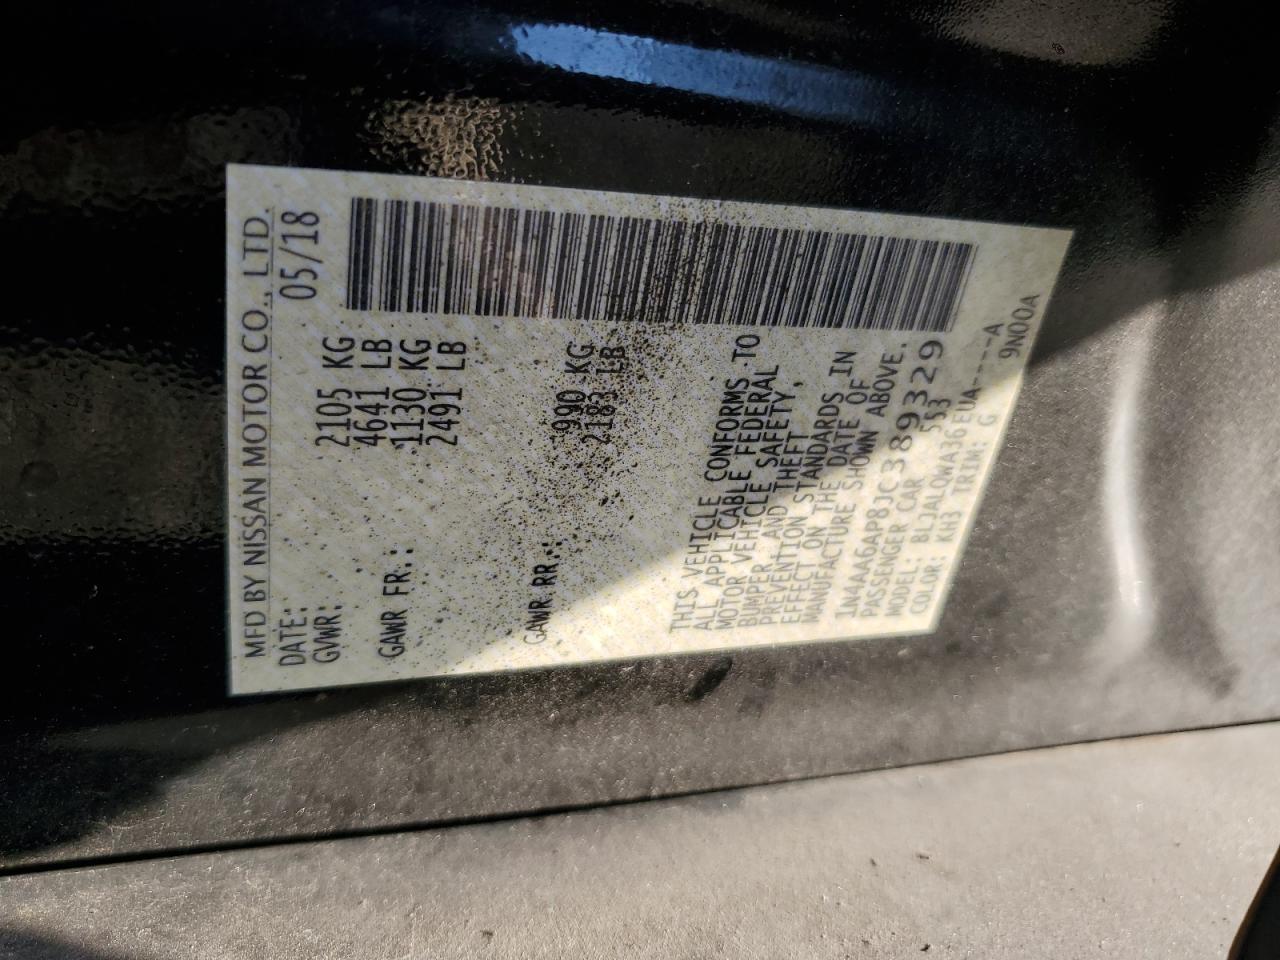 MFD BY NISSAN MOTOR CO., LTD.
DATE: 05/18
GVWR: 2105 KG
4641 LB
GAWR FR.: 1130 KG
2491 LB
GAWR RR.: 990 KG
2183 LB
THIS VEHICLE CONFORMS TO
ALL APPLICABLE FEDERAL
MOTOR VEHICLE SAFETY,
BUMPER, AND THEFT
PREVENTION STANDARDS IN
EFFECT ON THE DATE OF
MANUFACTURE SHOWN ABOVE.
1N4AA6AP8JC389329
PASSENGER CAR 553
MODEL: BLJALQWA36EUA-----A
COLOR: KH3 TRIM: G 9N00A